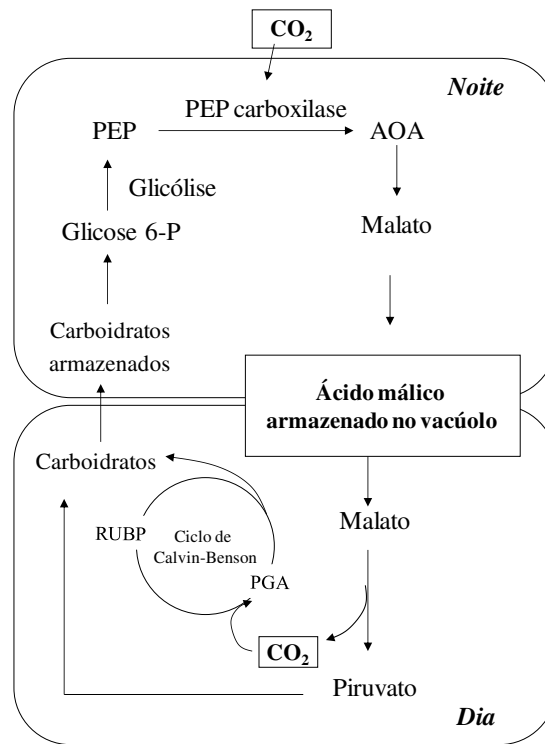 CO₂
Noite
PEP carboxilase
PEP
AOA
Glicólise
Glicose 6-P
Malato
Carboidratos
armazenados
Ácido málico
armazenado no vacúolo
Carboidratos
Malato
RUBP
Ciclo de
Calvin-Benson
PGA
CO₂
Piruvato
Dia